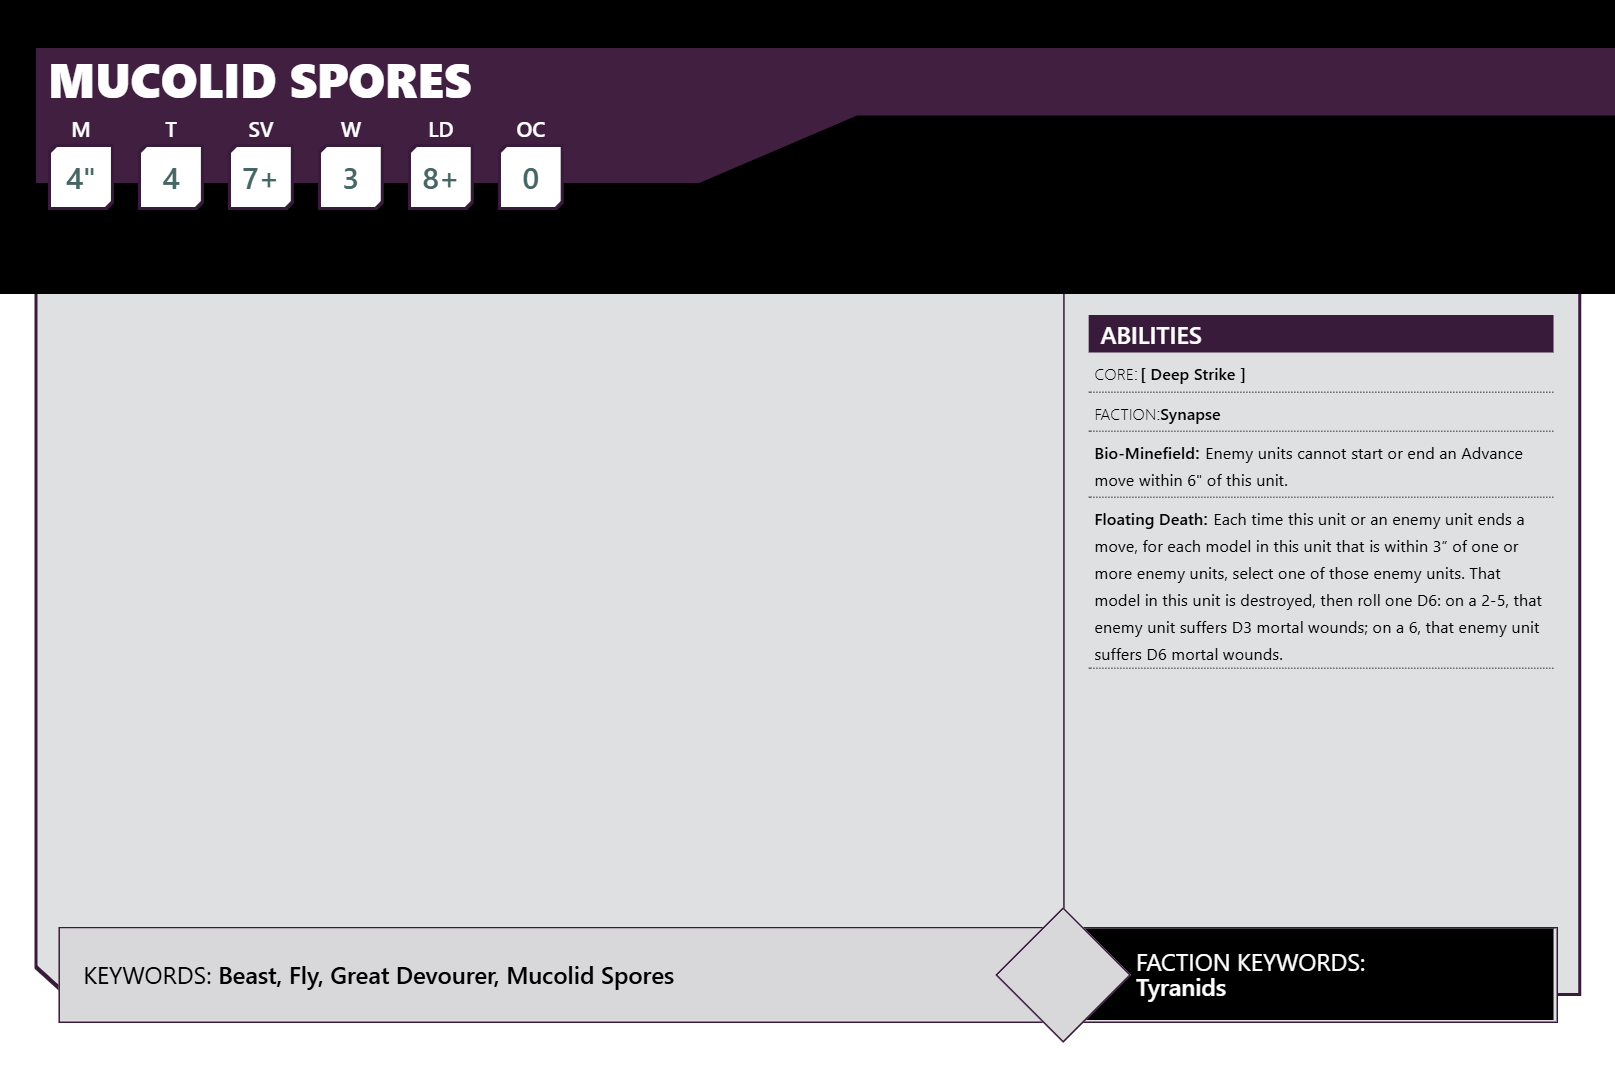 MUCOLID SPORES
M T SV W LD OC
4" 4 7+ 3 8+ 0
ABILITIES
CORE: [ Deep Strike ]
FACTION:Synapse
Bio-Minefield: Enemy units cannot start or end an Advance
move within 6" of this unit.
Floating Death: Each time this unit or an enemy unit ends a
move, for each model in this unit that is within 3” of one or
more enemy units, select one of those enemy units. That
model in this unit is destroyed, then roll one D6: on a 2-5, that
enemy unit suffers D3 mortal wounds; on a 6, that enemy unit
suffers D6 mortal wounds.
KEYWORDS: Beast, Fly, Great Devourer, Mucolid Spores
FACTION KEYWORDS:
Tyranids